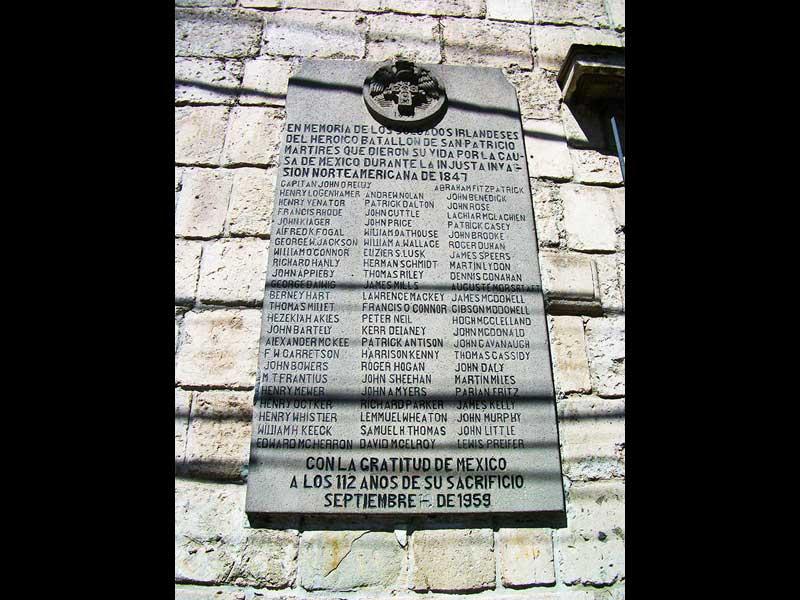 EN MEMORIA DE LOS SOLDADOS IRLANDESES
DEL HEROICO BATALLON DE SAN PATRICIO
MARTIRES QUE DIERON SU VIDA POR LA CAU-
SA DE MEXICO DURANTE LA INJUSTA INVA-
SION NORTEAMERICANA DE 1847
CAPITAN JOHN O'REILLY ABRAHAM FITZPATRICK
HENRY LOGENHAMER ANDREW NOLAN JOHN BENEDICK
HENRY VENATOR PATRICK DALTON JOHN ROSE
FRANCIS RHODE JOHN CUTTLE LACHIAR MCLACHEN
JOHN KIAGER JOHN PRICE PATRICK CASEY
ALFRED K. FOGAL WILLIAM OATHOUSE JOHN BROOKE
GEORGE W. JACKSON WILLIAM A. WALLACE ROGER DUHAN
WILLIAM O'CONNOR ELIZIER S. LUSK JAMES SPEERS
RICHARD HANLY HERMAN SCHMIDT MARTIN LYDON
JOHN APPLEBY THOMAS RILEY DENNIS CONAHAN
GEORGE DALWIG JAMES MILLS AUGUSTE MORSTATT
BERNEY HART LAWRENCE MACKEY JAMES MCDOWELL
THOMAS MILLET FRANCIS O'CONNOR GIBSON MCDOWELL
HEZEKIAH AKLES PETER NEIL HUGH MCCLELLAND
JOHN BARTELY KERR DELANEY JOHN MCDONALD
ALEXANDER MCKEE PATRICK ANTISON JOHN CAVANAUGH
F.W. GARRETSON HARRISON KENNY THOMAS CASSIDY
JOHN BOWERS ROGER HOGAN JOHN DALY
M.T. FRANTIUS JOHN SHEEHAN MARTIN MILES
HENRY MEWER JOHN A MYERS PARIAN FRITZ
HENRY OCTKER RICHARD PARKER JAMES KELLY
HENRY WHISTLER LEMMUEL WHEATON JOHN MURPHY
WILLIAM H. KEECK SAMUEL H. THOMAS JOHN LITTLE
EDWARD MCHERRON DAVID MCELROY LEWIS PREIFER
CON LA GRATITUD DE MEXICO
A LOS 112 AÑOS DE SU SACRIFICIO
SEPTIEMBRE - DE 1959